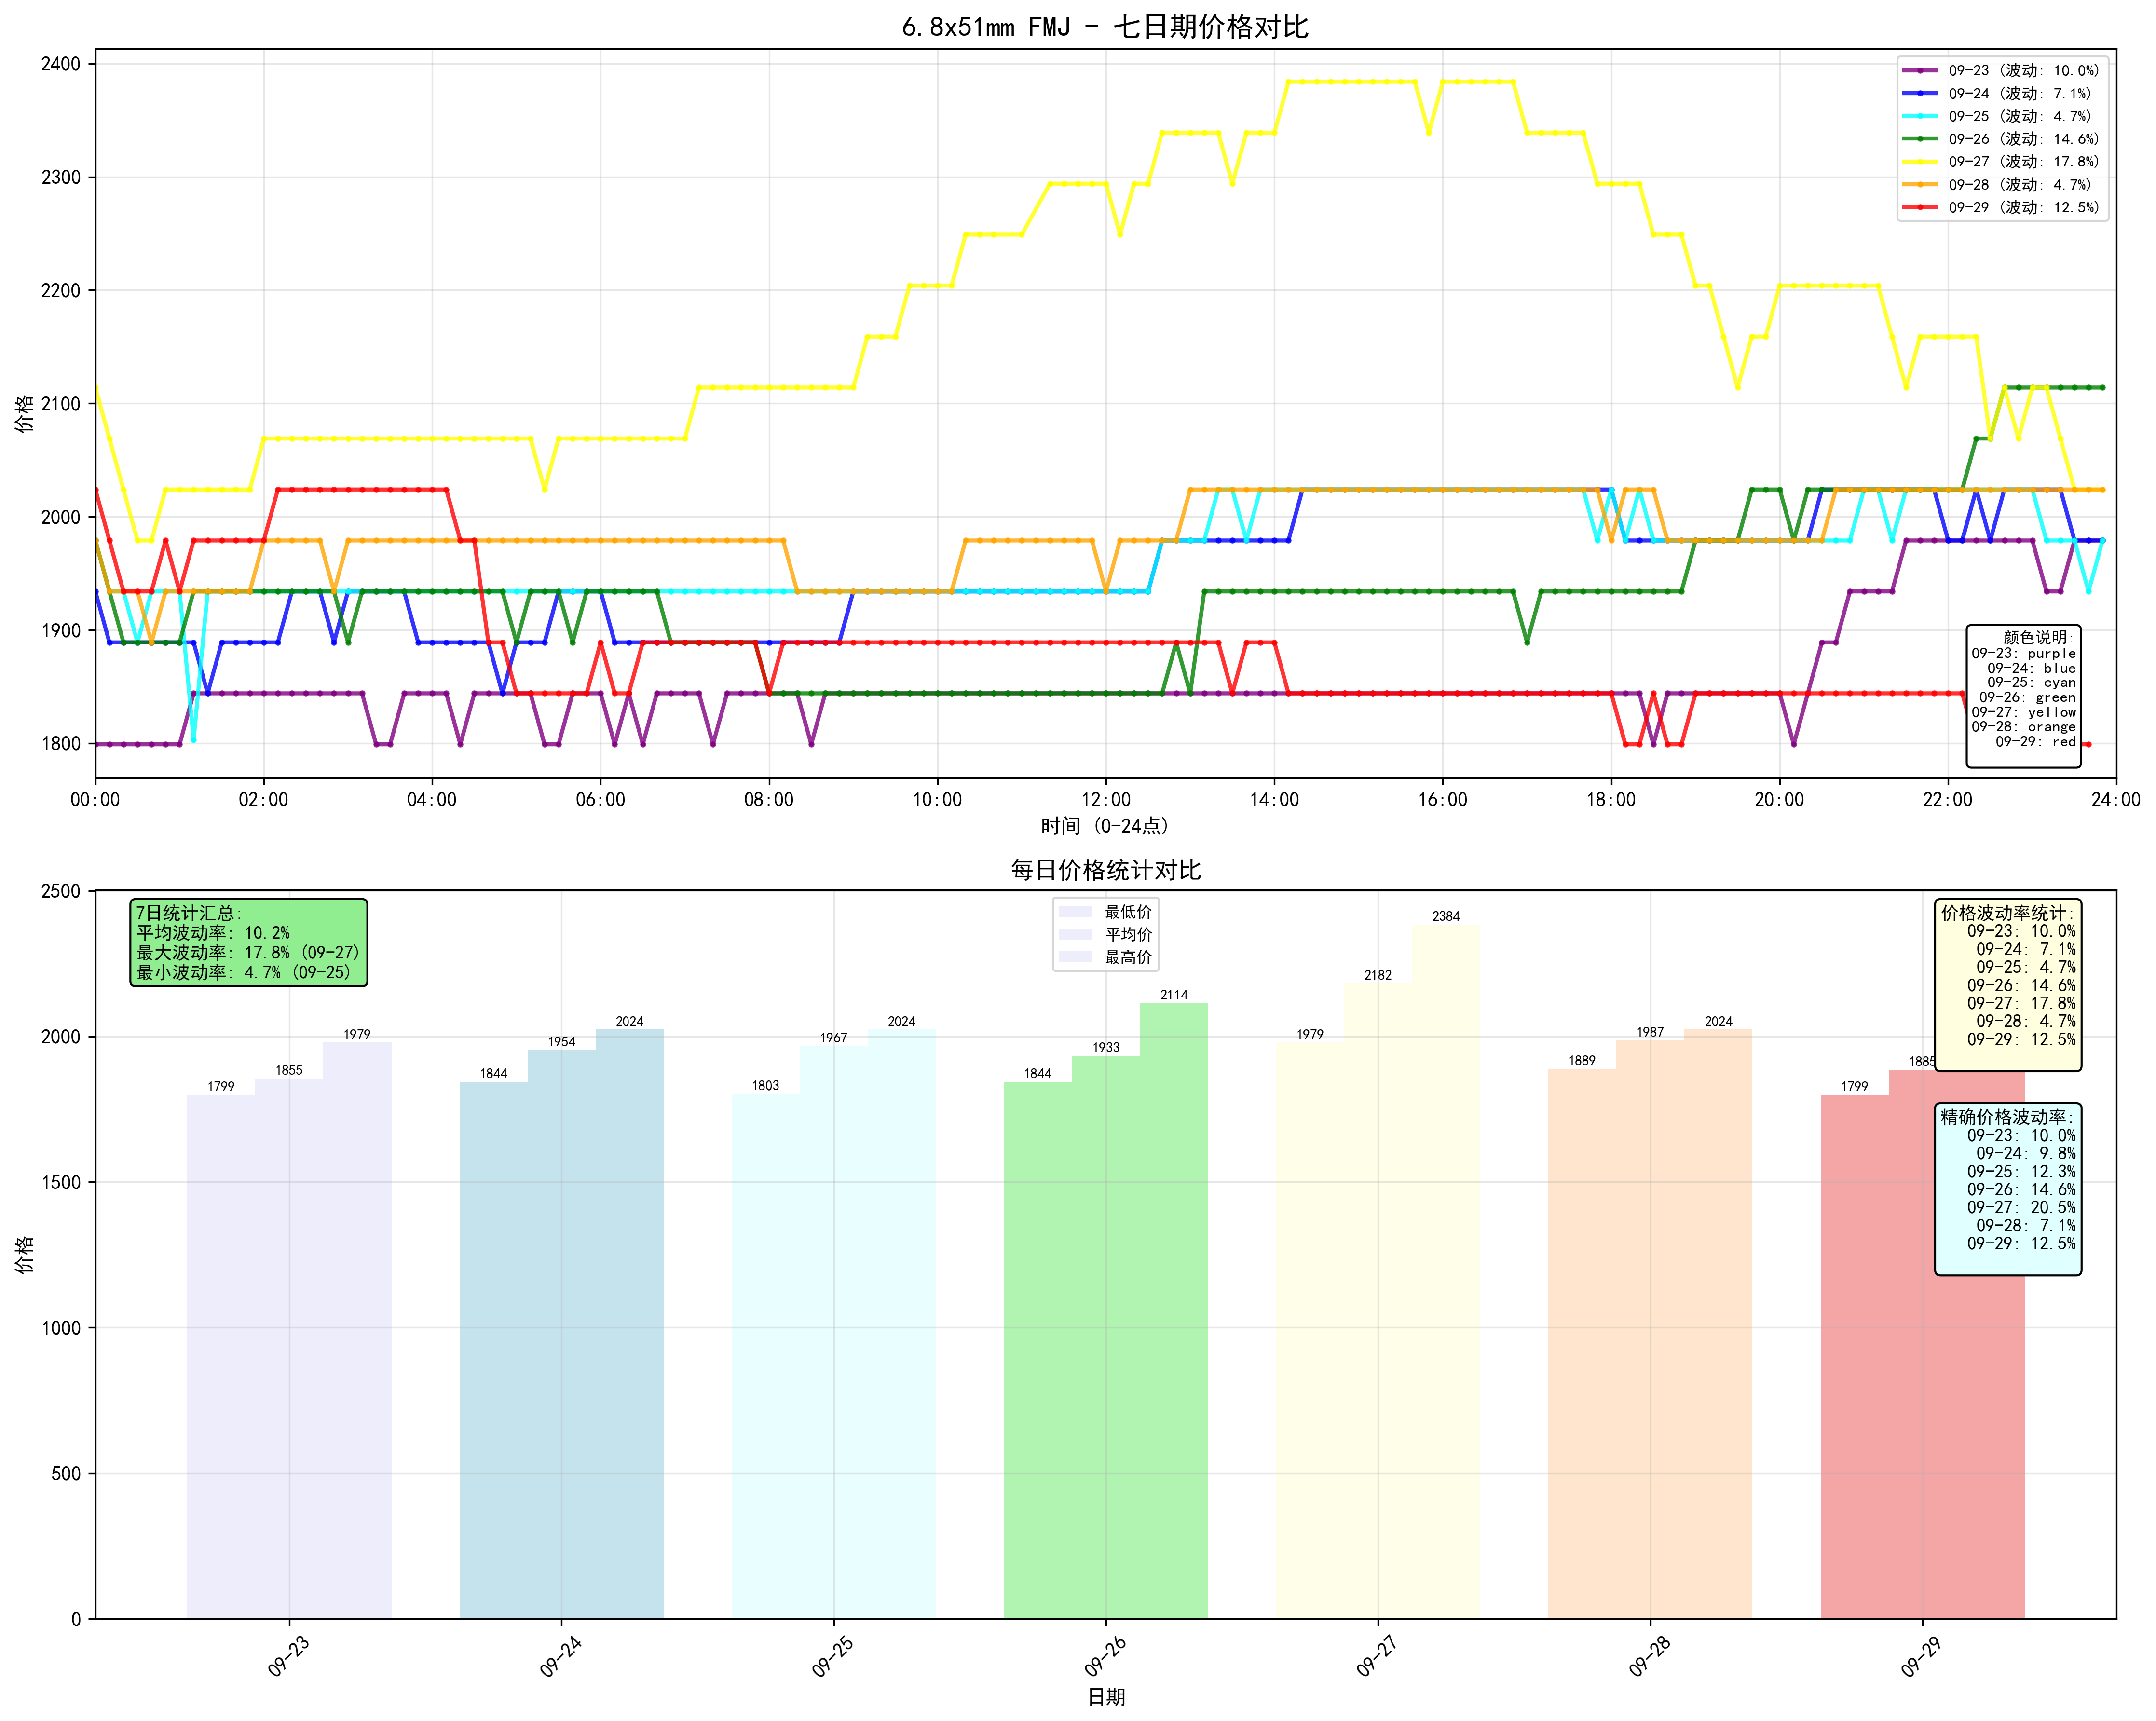 6.8x51mm FMJ - 七日期价格对比
价格
2400
2300
2200
2100
2000
1900
1800
09-23 (波动: 10.0%)
09-24 (波动: 7.1%)
09-25 (波动: 4.7%)
09-26 (波动: 14.6%)
09-27 (波动: 17.8%)
09-28 (波动: 4.7%)
09-29 (波动: 12.5%)
颜色说明:
09-23: purple
09-24: blue
09-25: cyan
09-26: green
09-27: yellow
09-28: orange
09-29: red
00:00 02:00 04:00 06:00 08:00 10:00 12:00 14:00 16:00 18:00 20:00 22:00 24:00
时间 (0-24点)
每日价格统计对比
价格
2500
2000
1500
1000
500
0
7日统计汇总:
平均波动率: 10.2%
最大波动率: 17.8% (09-27)
最小波动率: 4.7% (09-25)
最低价
平均价
最高价
价格波动率统计:
09-23: 10.0%
09-24: 7.1%
09-25: 4.7%
09-26: 14.6%
09-27: 17.8%
09-28: 4.7%
09-29: 12.5%
精确价格波动率:
09-23: 10.0%
09-24: 9.8%
09-25: 12.3%
09-26: 14.6%
09-27: 20.5%
09-28: 7.1%
09-29: 12.5%
1799 1855 1979
1844 1954 2024
1803 1967 2024
1844 1933 2114
1979 2182 2384
1889 1987 2024
1799 1885
09-23 09-24 09-25 09-26 09-27 09-28 09-29
日期